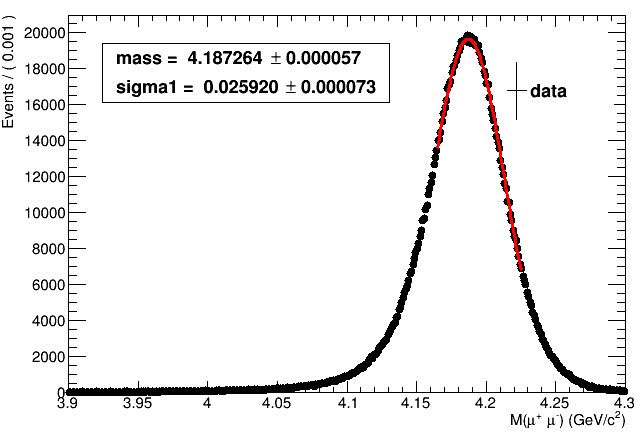 Events / ( 0.001 )
20000
18000
16000
14000
12000
10000
8000
6000
4000
2000
0
mass = 4.187264 ± 0.000057
sigma1 = 0.025920 ± 0.000073
data
3.9 3.95 4 4.05 4.1 4.15 4.2 4.25 4.3
M(μ⁺ μ⁻) (GeV/c²)